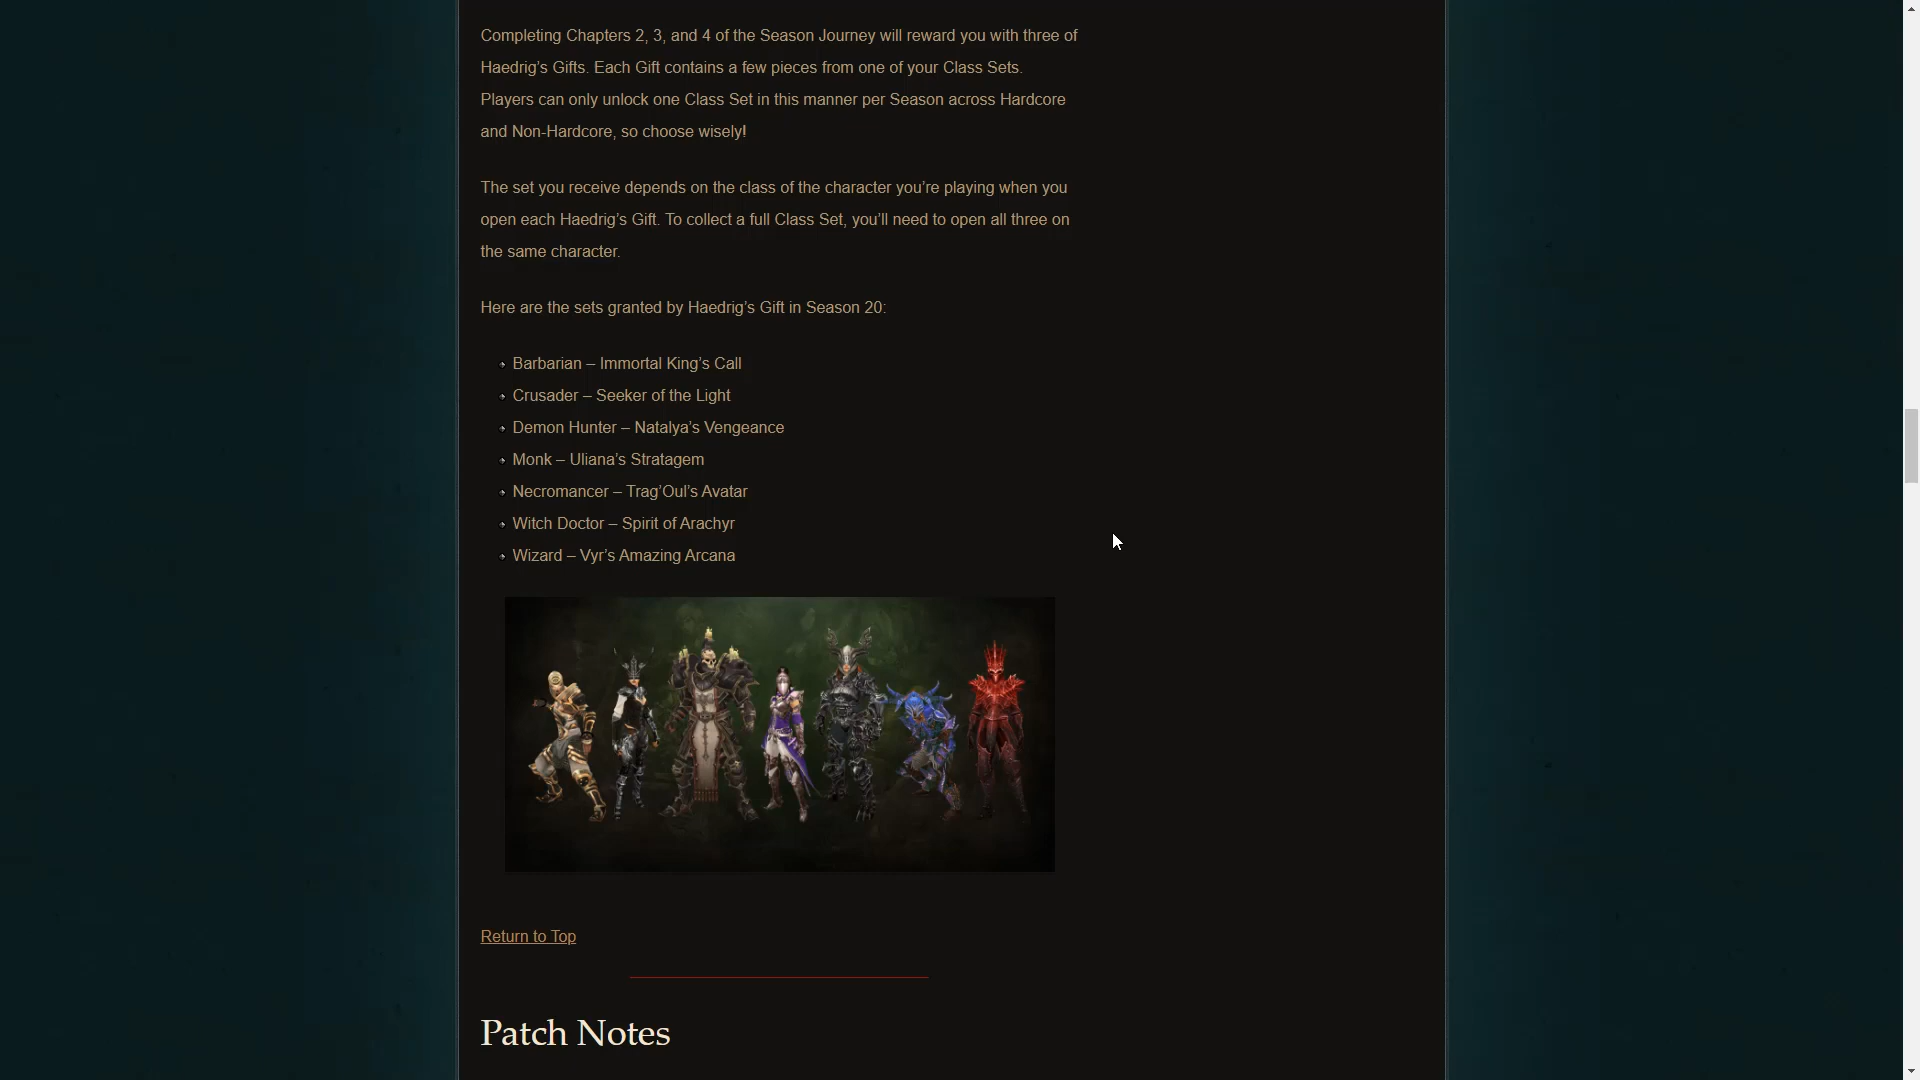 Completing Chapters 2, 3, and 4 of the Season Journey will reward you with three of
Haedrig’s Gifts. Each Gift contains a few pieces from one of your Class Sets.
Players can only unlock one Class Set in this manner per Season across Hardcore
and Non-Hardcore, so choose wisely!
The set you receive depends on the class of the character you’re playing when you
open each Haedrig’s Gift. To collect a full Class Set, you’ll need to open all three on
the same character.
Here are the sets granted by Haedrig’s Gift in Season 20:
Barbarian – Immortal King’s Call
Crusader – Seeker of the Light
Demon Hunter – Natalya’s Vengeance
Monk – Uliana’s Stratagem
Necromancer – Trag’Oul’s Avatar
Witch Doctor – Spirit of Arachyr
Wizard – Vyr’s Amazing Arcana
Return to Top
Patch Notes